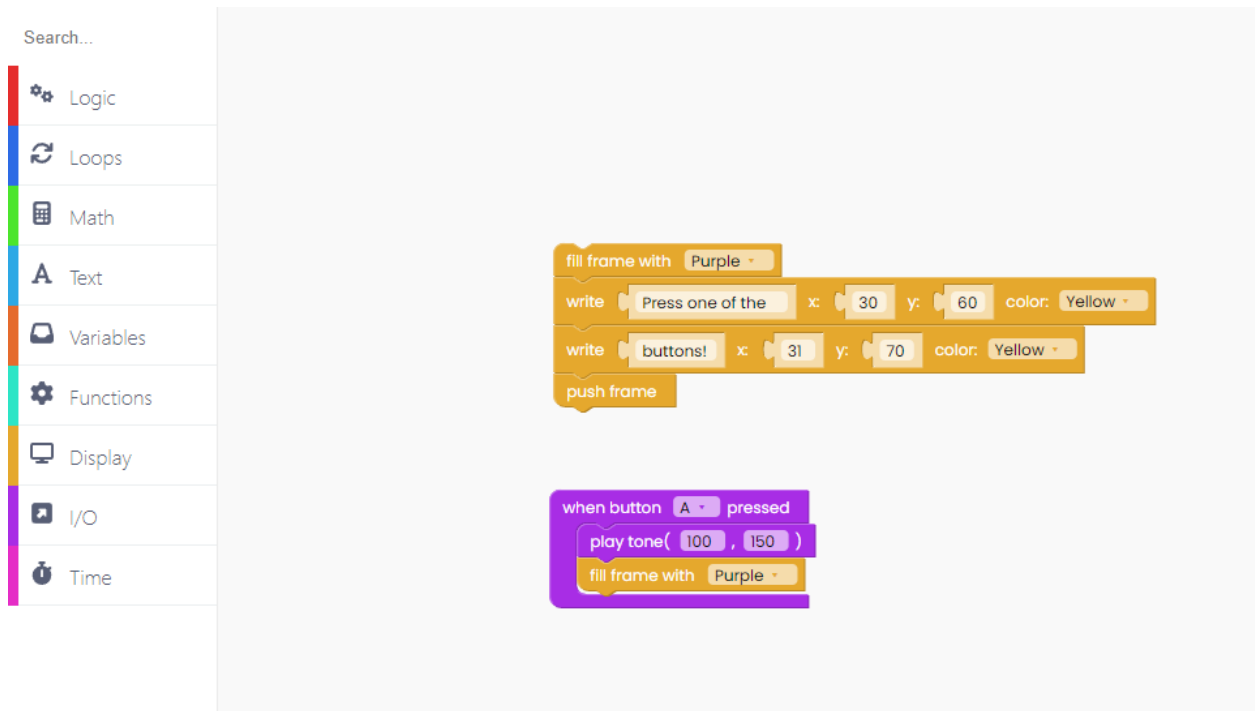 Search...
Logic
Loops
Math
Text
Variables
Functions
Display
I/O
Time
fill frame with Purple
write Press one of the x: 30 y: 60 color: Yellow
write buttons! x: 31 y: 70 color: Yellow
push frame
when button A pressed
play tone( 100 , 150 )
fill frame with Purple